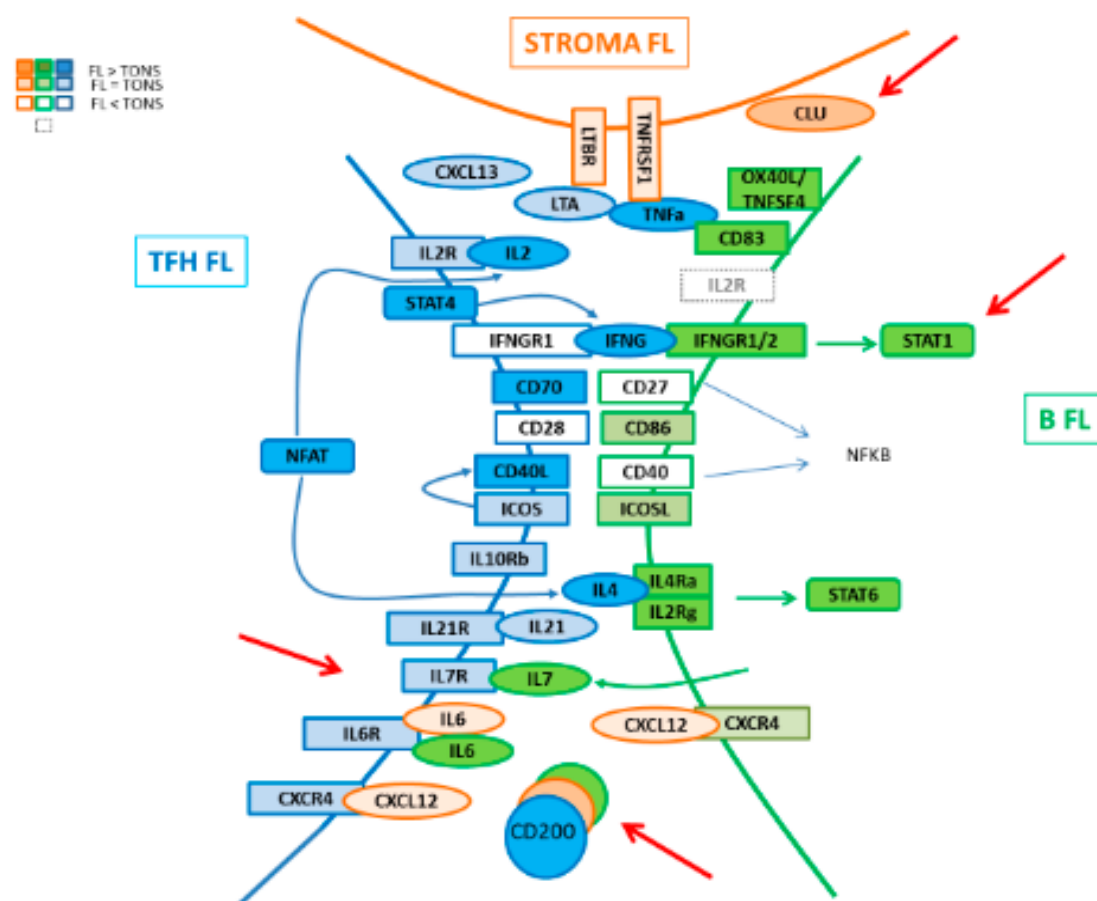 STROMA FL
FL > TONS
FL = TONS
FL < TONS
CLU
LTBR
TNFRSF1
CXCL13
OX40L/
TNFSF4
LTA
TNFa
CD83
TFH FL
IL2R
IL2
IL2R
STAT4
IFNGR1
IFNG
IFNGR1/2
STAT1
CD70
CD27
B FL
CD28
CD86
NFAT
NFKB
CD40L
CD40
ICOS
ICOSL
IL10Rb
IL4
IL4Ra
STAT6
IL2Rg
IL21R
IL21
IL7R
IL7
IL6
CXCL12
CXCR4
IL6R
IL6
CXCR4
CXCL12
CD200